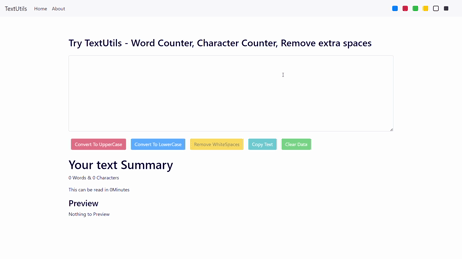 TextUtils Home About
Try TextUtils - Word Counter, Character Counter, Remove extra spaces
Convert To UpperCase Convert To LowerCase Remove WhiteSpaces Copy Text Clear Data
Your text Summary
0 Words & 0 Characters
This can be read in 0Minutes
Preview
Nothing to Preview